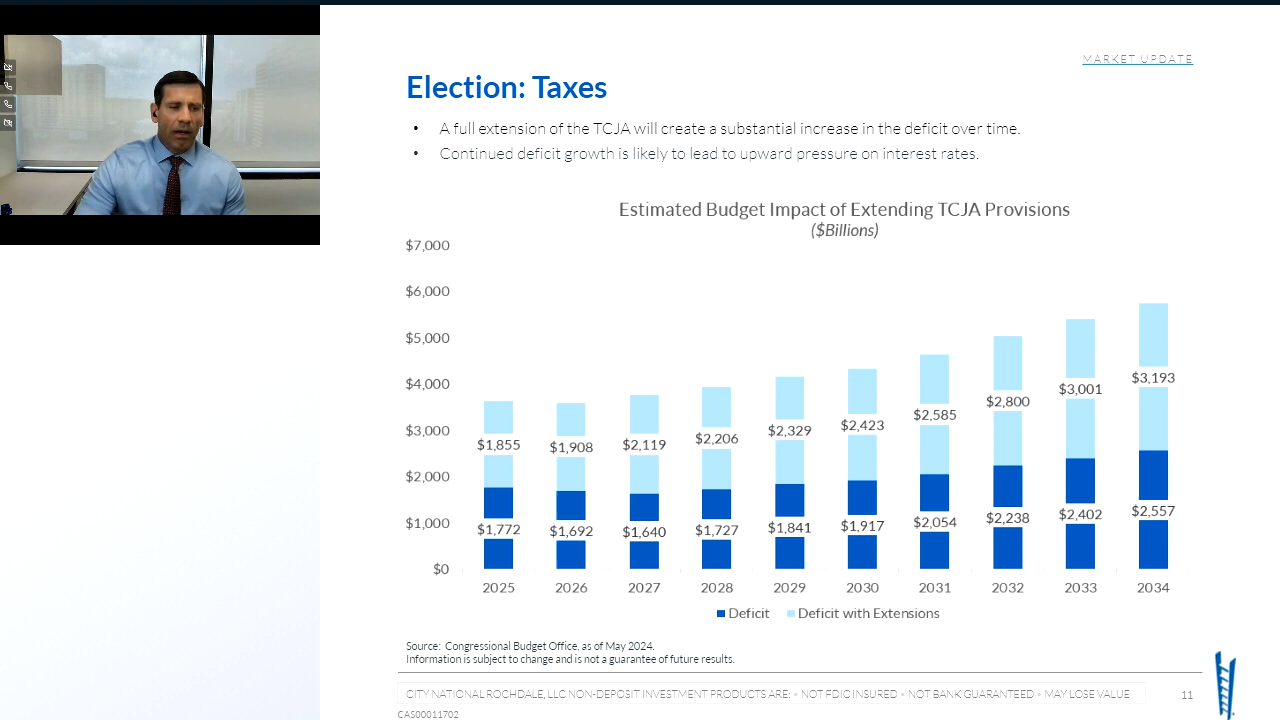 MARKET UPDATE
Election: Taxes
• A full extension of the TCJA will create a substantial increase in the deficit over time.
• Continued deficit growth is likely to lead to upward pressure on interest rates.
Estimated Budget Impact of Extending TCJA Provisions
($Billions)
$7,000
$6,000
$5,000
$4,000
$3,000
$2,000
$1,000
$0
$1,855 $1,908 $2,119 $2,206 $2,329 $2,423 $2,585 $2,800 $3,001 $3,193
$1,772 $1,692 $1,640 $1,727 $1,841 $1,917 $2,054 $2,238 $2,402 $2,557
2025 2026 2027 2028 2029 2030 2031 2032 2033 2034
Deficit Deficit with Extensions
Source: Congressional Budget Office, as of May 2024.
Information is subject to change and is not a guarantee of future results.
CITY NATIONAL ROCHDALE, LLC NON-DEPOSIT INVESTMENT PRODUCTS ARE: • NOT FDIC INSURED • NOT BANK GUARANTEED • MAY LOSE VALUE
11
CAS00011702